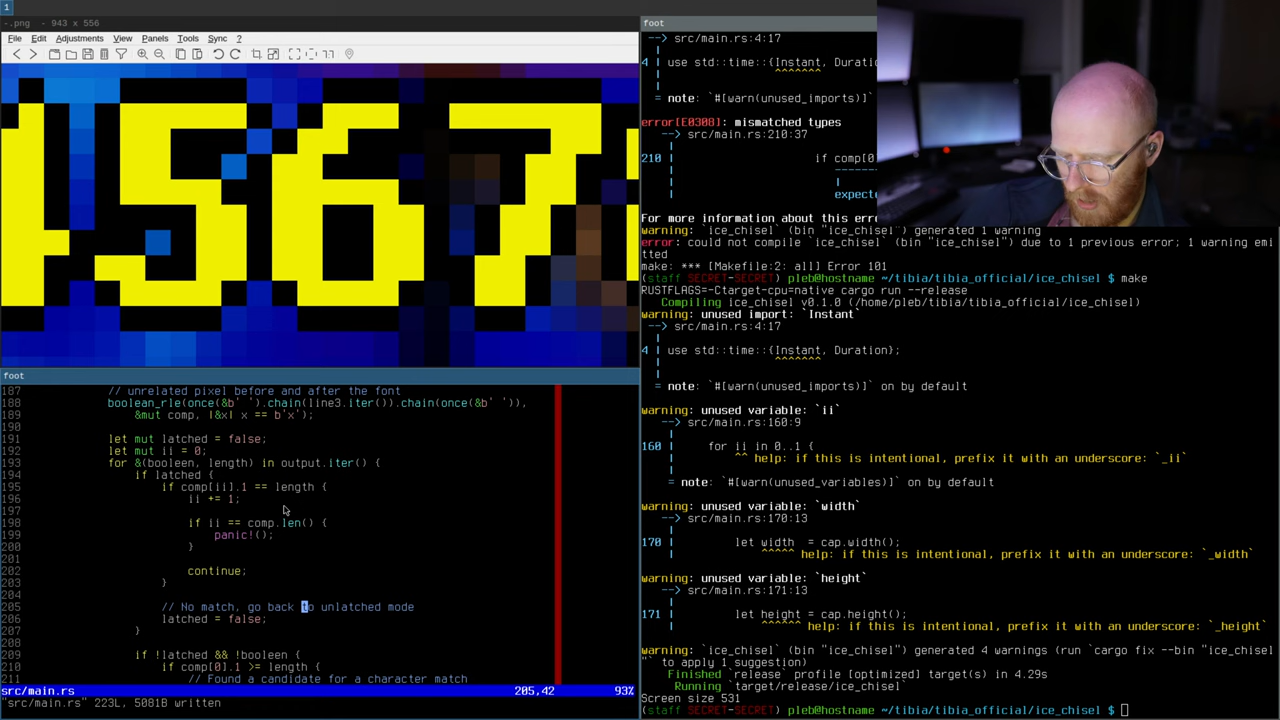 1
-.png - 943 x 556
File Edit Adjustments View Panels Tools Sync ?
4567
foot
187 // unrelated pixel before and after the font
188 boolean_rle(once(&b' ').chain(line3.iter()).chain(once(&b' ')),
189 &mut comp, |&x| x == b'x');
190
191 let mut latched = false;
192 let mut ii = 0;
193 for &(booleen, length) in output.iter() {
194 if latched {
195 if comp[ii].1 == length {
196 ii += 1;
197
198 if ii == comp.len() {
199 panic!();
200 }
201
202 continue;
203 }
204
205 // No match, go back to unlatched mode
206 latched = false;
207 }
208
209 if !latched && !booleen {
210 if comp[0].1 >= length {
211 // Found a candidate for a character match
src/main.rs 205,42 93%
"src/main.rs" 223L, 5081B written
foot
--> src/main.rs:4:17
|
4 | use std::time::{Instant, Duratio
| ^^^^^^^
|
= note: `#[warn(unused_imports)]`
error[E0308]: mismatched types
--> src/main.rs:210:37
|
210 | if comp[0
| -------
| |
| expecte
For more information about this erro
warning: `ice_chisel` (bin "ice_chisel") generated 1 warning
error: could not compile `ice_chisel` (bin "ice_chisel") due to 1 previous error; 1 warning emi
tted
make: *** [Makefile:2: all] Error 101
(staff SECRET-SECRET) pleb@hostname ~/tibia/tibia_official/ice_chisel $ make
RUSTFLAGS=-Ctarget-cpu=native cargo run --release
Compiling ice_chisel v0.1.0 (/home/pleb/tibia/tibia_official/ice_chisel)
warning: unused import: `Instant`
--> src/main.rs:4:17
|
4 | use std::time::{Instant, Duration};
| ^^^^^^^
|
= note: `#[warn(unused_imports)]` on by default
warning: unused variable: `ii`
--> src/main.rs:160:9
|
160 | for ii in 0..1 {
| ^^ help: if this is intentional, prefix it with an underscore: `_ii`
|
= note: `#[warn(unused_variables)]` on by default
warning: unused variable: `width`
--> src/main.rs:170:13
|
170 | let width = cap.width();
| ^^^^^ help: if this is intentional, prefix it with an underscore: `_width`
warning: unused variable: `height`
--> src/main.rs:171:13
|
171 | let height = cap.height();
| ^^^^^^ help: if this is intentional, prefix it with an underscore: `_height`
warning: `ice_chisel` (bin "ice_chisel") generated 4 warnings (run `cargo fix --bin "ice_chisel
"` to apply 1 suggestion)
Finished `release` profile [optimized] target(s) in 4.29s
Running `target/release/ice_chisel`
Screen size 531
(staff SECRET-SECRET) pleb@hostname ~/tibia/tibia_official/ice_chisel $